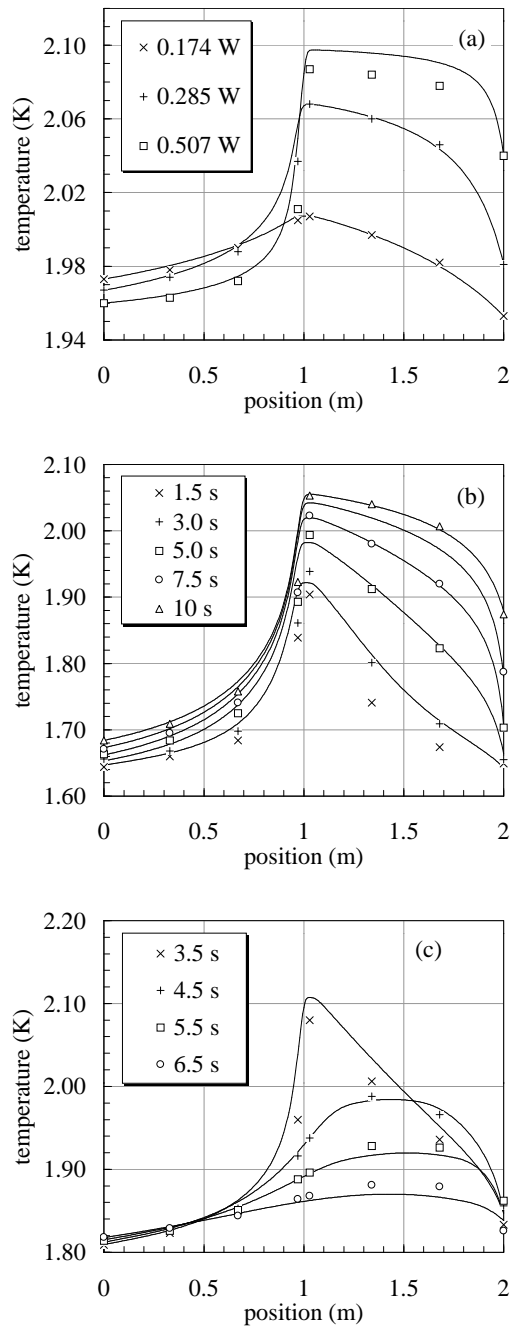 (a)
× 0.174 W
+ 0.285 W
□ 0.507 W
temperature (K)
2.10
2.06
2.02
1.98
1.94
0 0.5 1 1.5 2
position (m)
(b)
× 1.5 s
+ 3.0 s
□ 5.0 s
○ 7.5 s
△ 10 s
temperature (K)
2.10
2.00
1.90
1.80
1.70
1.60
0 0.5 1 1.5 2
position (m)
(c)
× 3.5 s
+ 4.5 s
□ 5.5 s
○ 6.5 s
temperature (K)
2.20
2.10
2.00
1.90
1.80
0 0.5 1 1.5 2
position (m)